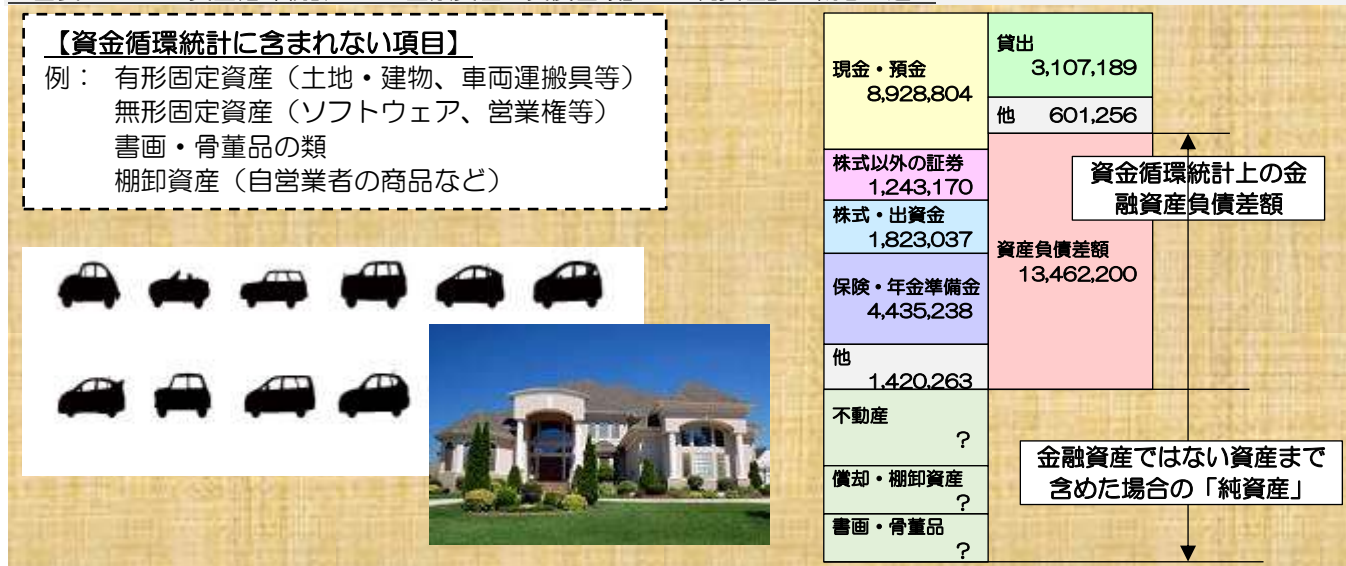 【資金循環統計に含まれない項目】
例： 有形固定資産（土地・建物、車両運搬具等）
無形固定資産（ソフトウェア、営業権等）
書画・骨董品の類
棚卸資産（自営業者の商品など）
現金・預金
8,928,804
株式以外の証券
1,243,170
株式・出資金
1,823,037
保険・年金準備金
4,435,238
他
1,420,263
不動産
？
償却・棚卸資産
？
書画・骨董品
？
貸出
3,107,189
他 601,256
資産負債差額
13,462,200
資金循環統計上の金
融資産負債差額
金融資産ではない資産まで
含めた場合の「純資産」